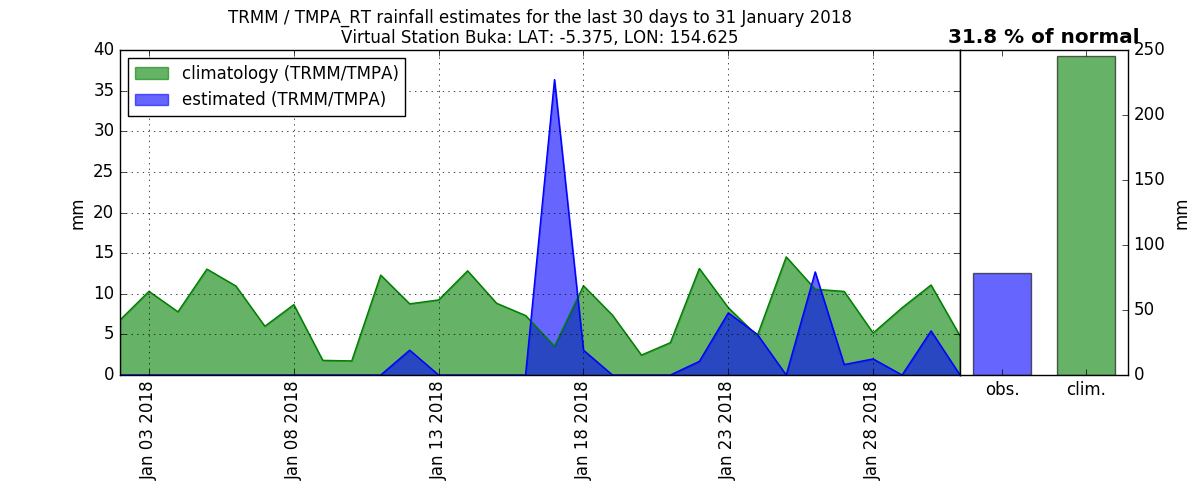 TRMM / TMPA_RT rainfall estimates for the last 30 days to 31 January 2018
Virtual Station Buka: LAT: -5.375, LON: 154.625
31.8 % of normal
climatology (TRMM/TMPA)
estimated (TRMM/TMPA)
mm
40
35
30
25
20
15
10
5
0
Jan 03 2018
Jan 08 2018
Jan 13 2018
Jan 18 2018
Jan 23 2018
Jan 28 2018
obs.
clim.
250
200
150
100
50
0
mm